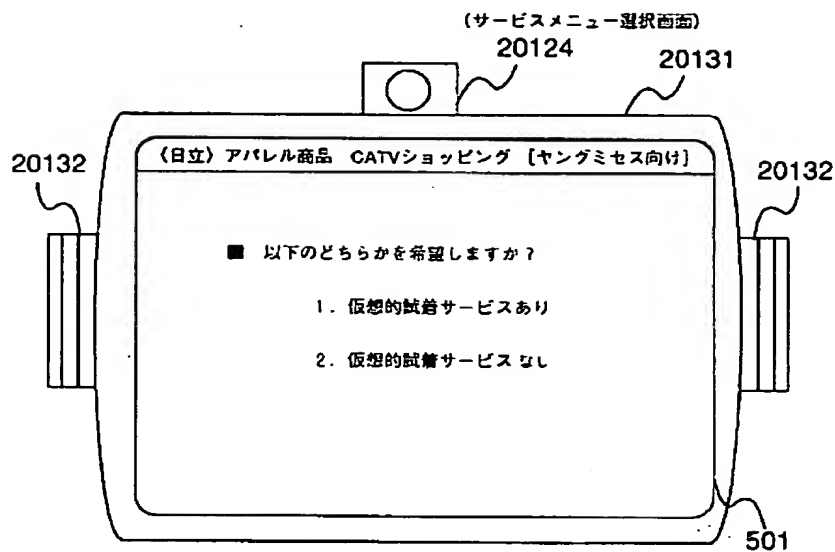 (サービスメニュー選択画面)
20124
20131
20132
20132
〈日立〉アパレル商品 CATVショッピング [ヤングミセス向け]
■ 以下のどちらかを希望しますか?
1. 仮想的試着サービスあり
2. 仮想的試着サービスなし
501